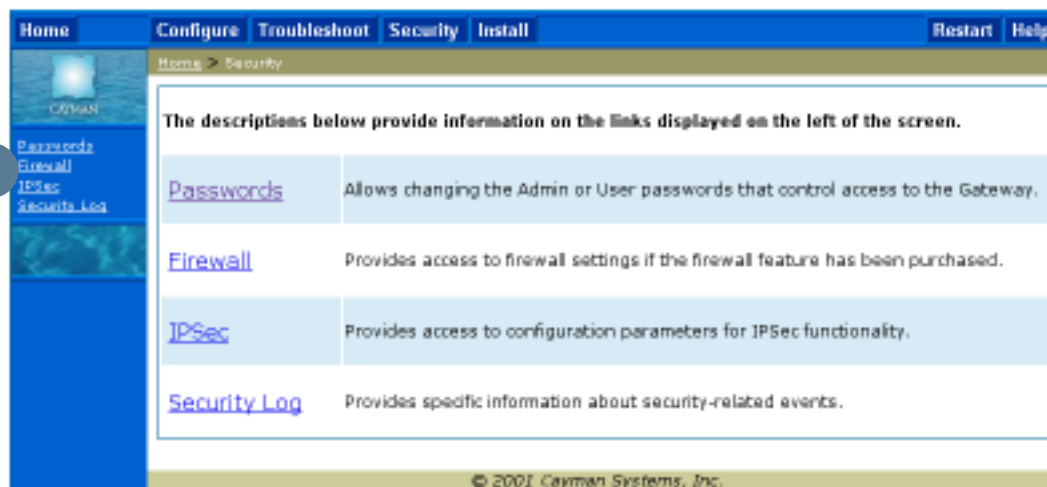 Home Configure Troubleshoot Security Install Restart Help
Home > Security
CAYMAN
The descriptions below provide information on the links displayed on the left of the screen.
Passwords
Firewall
IPSec
Security Log
Passwords Allows changing the Admin or User passwords that control access to the Gateway.
Firewall Provides access to firewall settings if the firewall feature has been purchased.
IPSec Provides access to configuration parameters for IPSec functionality.
Security Log Provides specific information about security-related events.
© 2001 Cayman Systems, Inc.